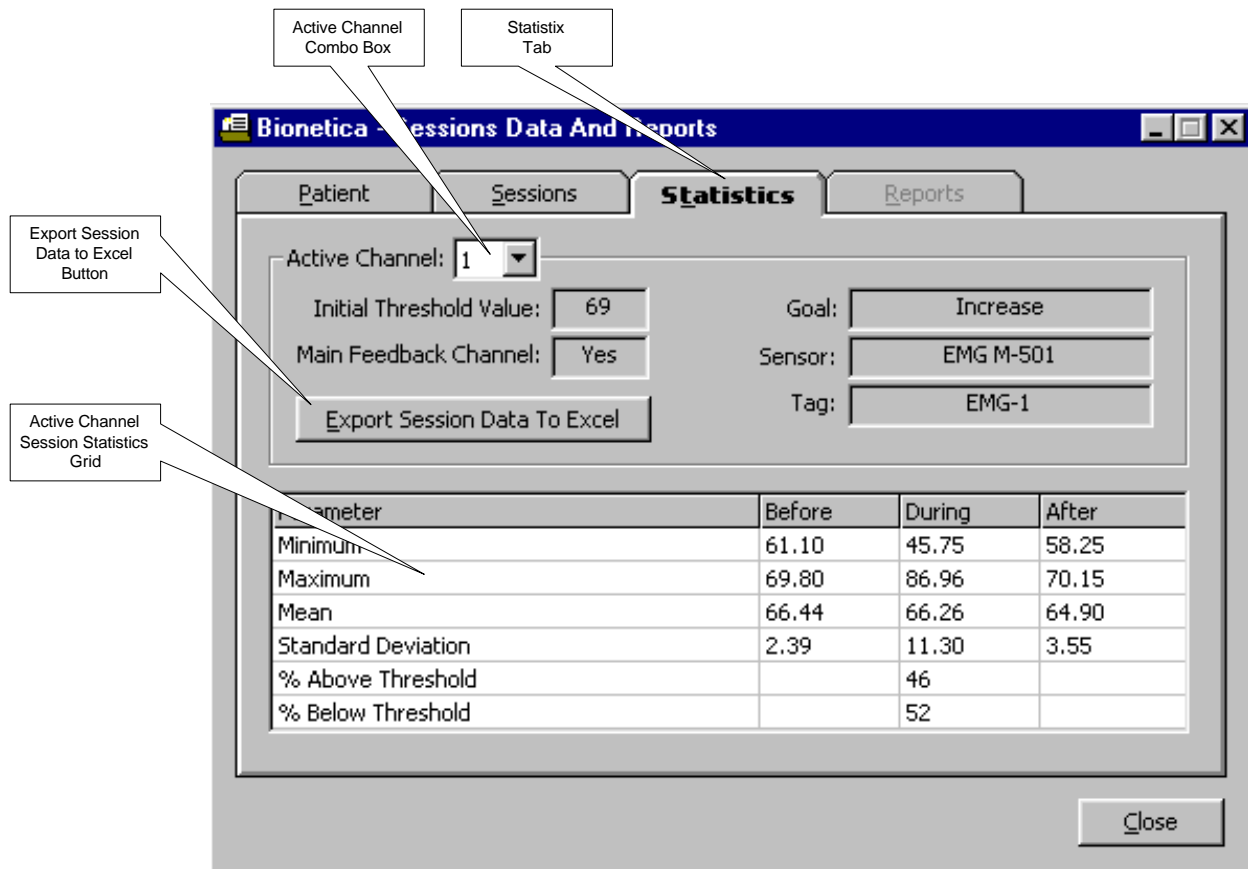 Active Channel
Combo Box
Statistix
Tab
Bionetica - Sessions Data And Reports
Patient Sessions Statistics Reports
Export Session
Data to Excel
Button
Active Channel: 1
Initial Threshold Value: 69 Goal: Increase
Main Feedback Channel: Yes Sensor: EMG M-501
Tag: EMG-1
Export Session Data To Excel
Active Channel
Session Statistics
Grid
Parameter Before During After
Minimum 61.10 45.75 58.25
Maximum 69.80 86.96 70.15
Mean 66.44 66.26 64.90
Standard Deviation 2.39 11.30 3.55
% Above Threshold 46
% Below Threshold 52
Close